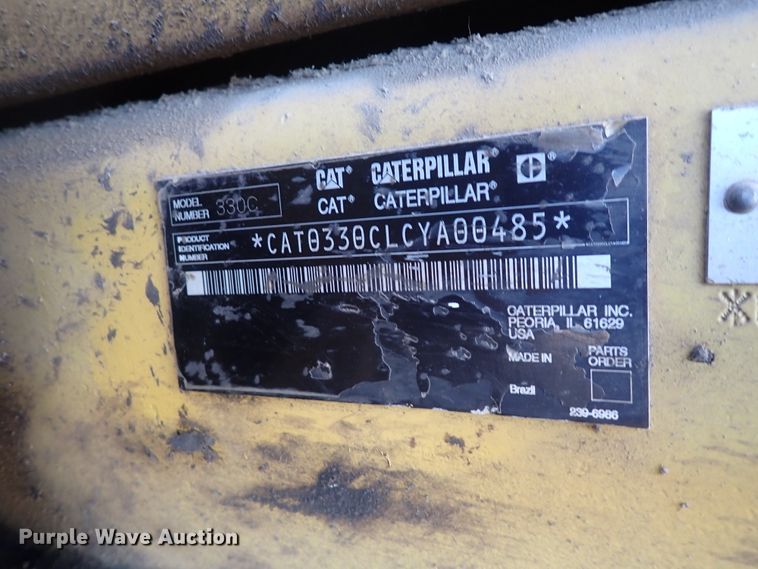 CAT® CATERPILLAR ®
CAT® CATERPILLAR®
MODEL NUMBER 330C
PRODUCT IDENTIFICATION NUMBER *CAT0330CLCYA00485*
CATERPILLAR INC.
PEORIA, IL 61629
USA
MADE IN
PARTS ORDER
Brazil
239-6986
Purple Wave Auction